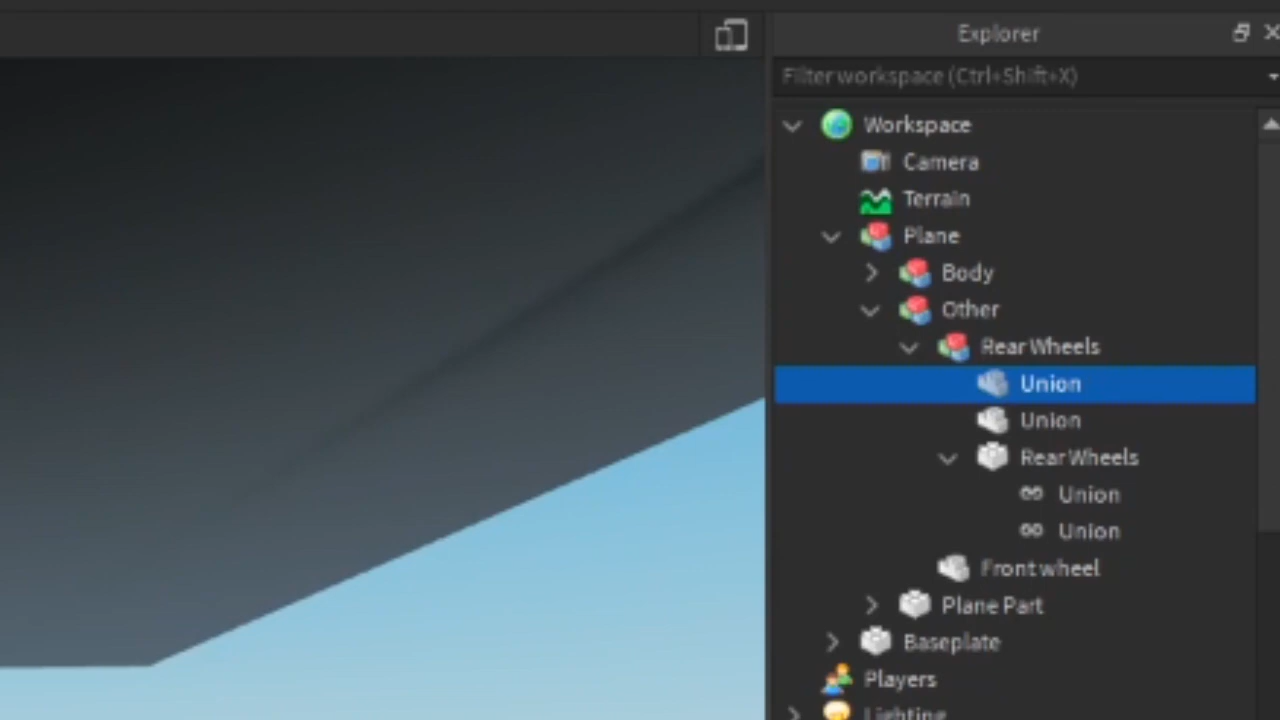 Explorer
Filter workspace (Ctrl+Shift+X)
Workspace
Camera
Terrain
Plane
Body
Other
Rear Wheels
Union
Union
Rear Wheels
Union
Union
Front wheel
Plane Part
Baseplate
Players
Lighting